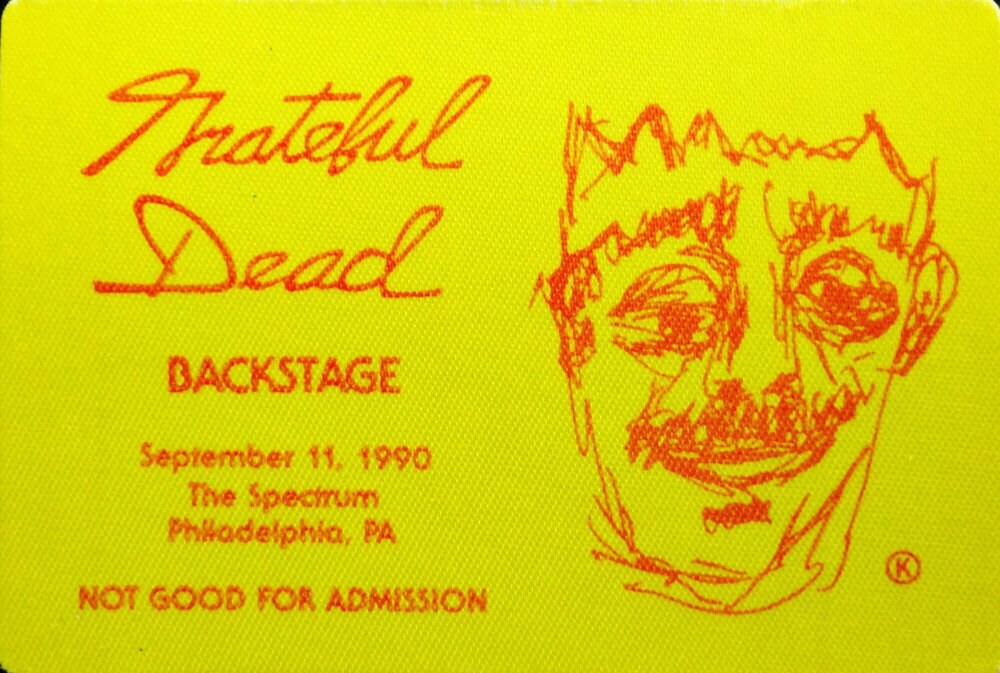 Grateful
Dead
BACKSTAGE
September 11, 1990
The Spectrum
Philadelphia, PA
NOT GOOD FOR ADMISSION
K